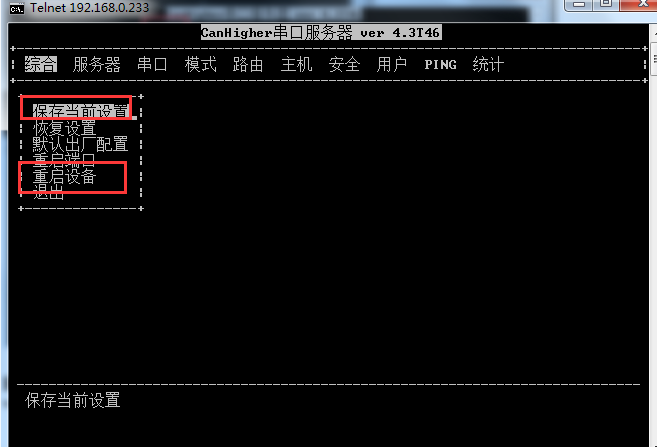 Telnet 192.168.0.233
CanHigher串口服务器 ver 4.3T46
综合 服务器 串口 模式 路由 主机 安全 用户 PING 统计
保存当前设置
恢复设置
默认出厂配置
重启端口
重启设备
退出
保存当前设置